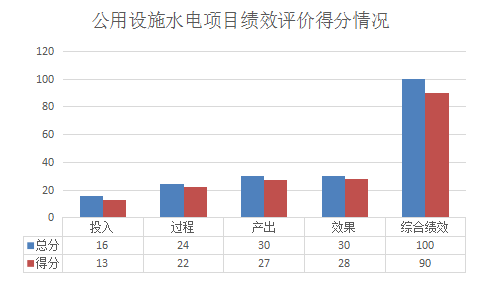 公用设施水电项目绩效评价得分情况
120
100
80
60
40
20
0
投入 过程 产出 效果 综合绩效
总分 16 24 30 30 100
得分 13 22 27 28 90